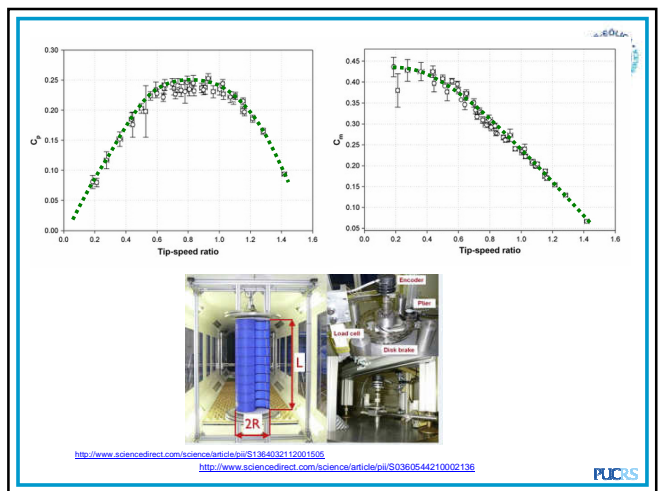 0.30
0.25
0.20
0.15
0.10
0.05
0.00
Cp
0.0 0.2 0.4 0.6 0.8 1.0 1.2 1.4 1.6
Tip-speed ratio
0.45
0.40
0.35
0.30
0.25
0.20
0.15
0.10
0.05
Cm
0.0 0.2 0.4 0.6 0.8 1.0 1.2 1.4 1.6
Tip-speed ratio
L
2R
Encoder
Plier
Load cell
Disk brake
http://www.sciencedirect.com/science/article/pii/S1364032112001505
http://www.sciencedirect.com/science/article/pii/S0360544210002136
PUCRS